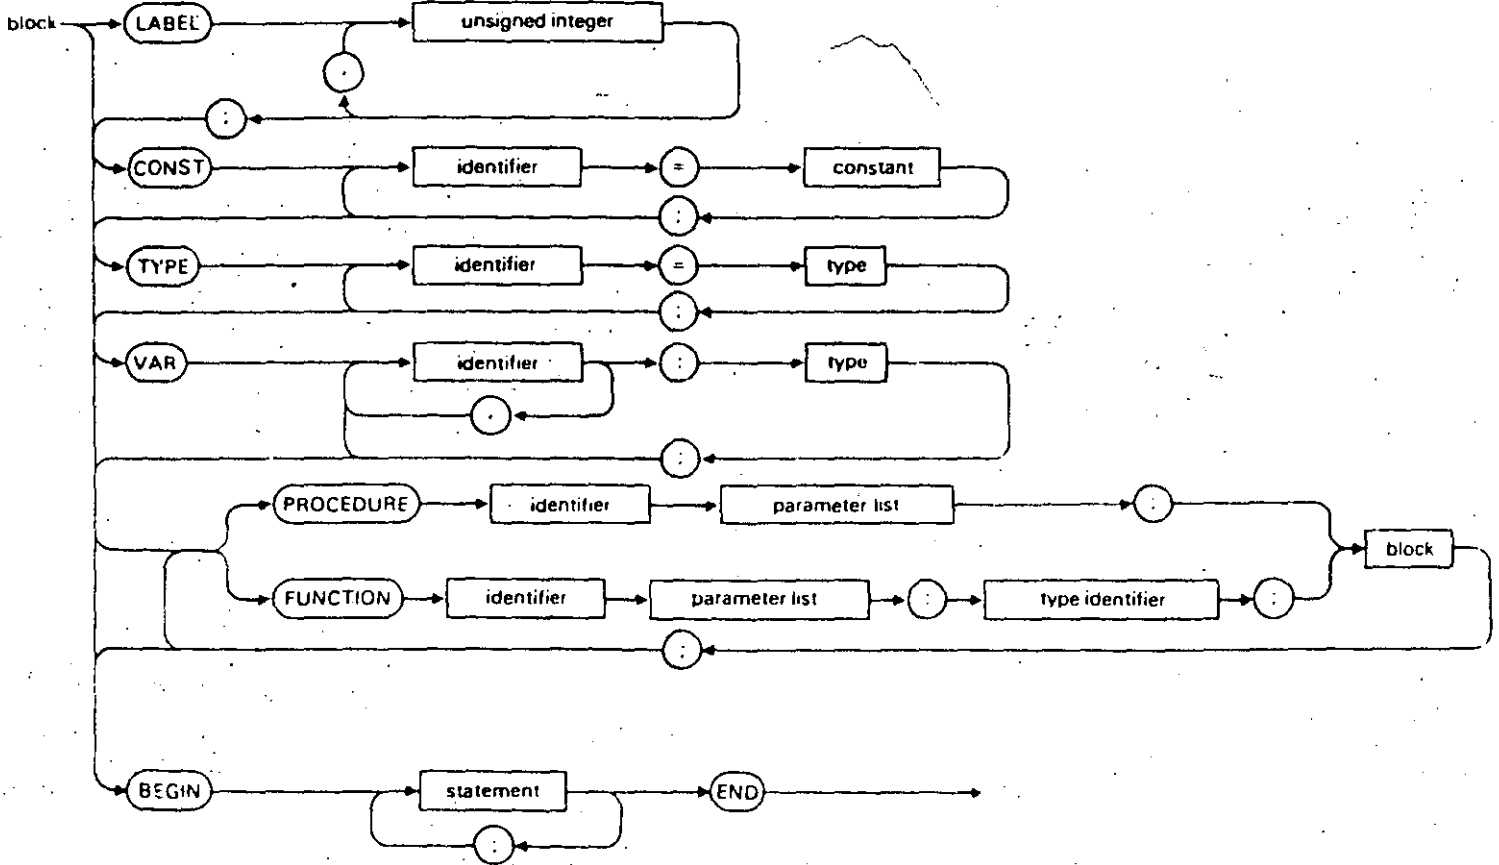 block LABEL unsigned integer
,
;
CONST identifier = constant
;
TYPE identifier = type
;
VAR identifier : type
,
;
PROCEDURE identifier parameter list ;
block
FUNCTION identifier parameter list : type identifier ;
;
BEGIN statement END
;